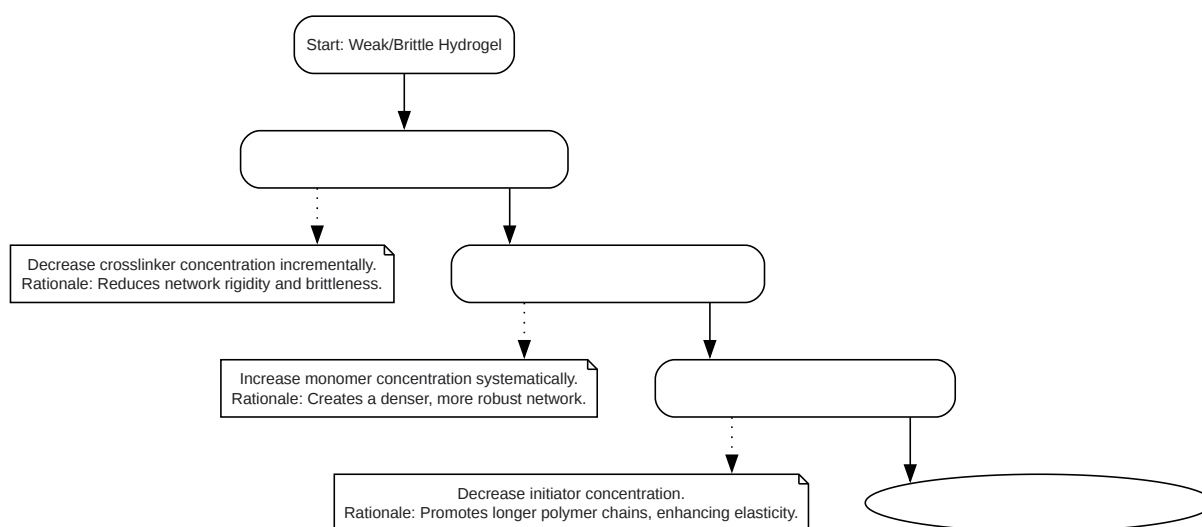 Start: Weak/Brittle Hydrogel
Decrease crosslinker concentration incrementally.
Rationale: Reduces network rigidity and brittleness.
Increase monomer concentration systematically.
Rationale: Creates a denser, more robust network.
Decrease initiator concentration.
Rationale: Promotes longer polymer chains, enhancing elasticity.